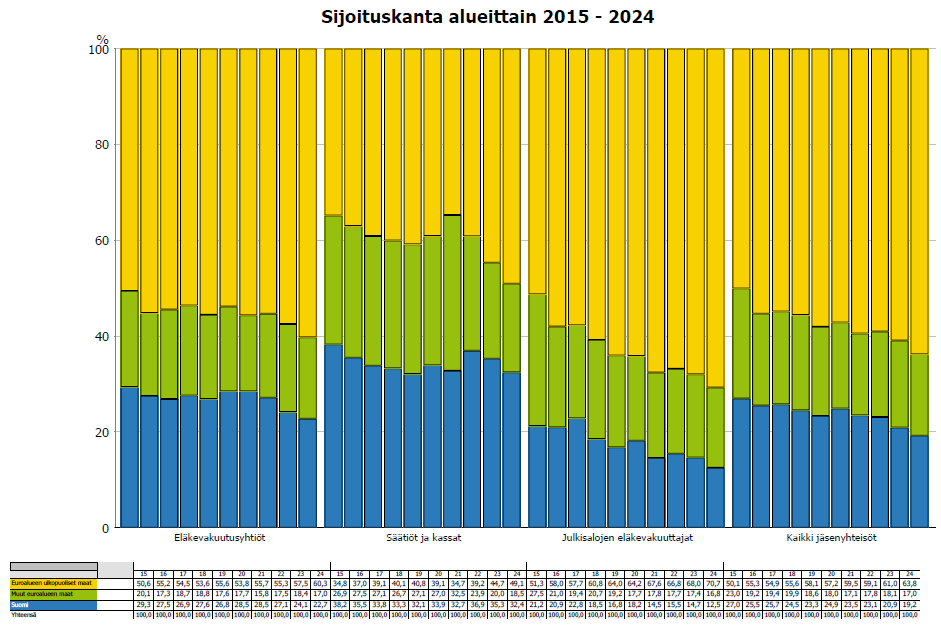 Sijoituskanta alueittain 2015 - 2024
%
100
80
60
40
20
0
Eläkevakuutusyhtiöt Säätiöt ja kassat Julkisalojen eläkevakuuttajat Kaikki jäsenyhteisöt
15 16 17 18 19 20 21 22 23 24 15 16 17 18 19 20 21 22 23 24 15 16 17 18 19 20 21 22 23 24 15 16 17 18 19 20 21 22 23 24
Euroalueen ulkopuoliset maat 50,6 55,2 54,5 53,6 55,6 53,8 55,7 55,3 57,5 60,3 34,8 37,0 39,1 40,1 40,8 39,1 34,7 39,2 44,7 49,1 51,3 58,0 57,7 60,8 64,0 64,2 67,6 66,8 68,0 70,7 50,1 55,3 54,9 55,6 58,1 57,2 59,5 59,1 61,0 63,8
Muut euroalueen maat 20,1 17,3 18,7 18,8 17,6 17,7 15,8 17,5 18,4 17,0 26,9 27,5 27,1 26,7 27,1 27,0 32,5 23,9 20,0 18,5 27,5 21,0 19,4 20,7 19,2 17,7 17,8 17,7 17,4 16,8 23,0 19,2 19,4 19,9 18,6 18,0 17,1 17,8 18,1 17,0
Suomi 29,3 27,5 26,9 27,6 26,8 28,5 28,5 27,1 24,1 22,7 38,2 35,5 33,8 33,3 32,1 33,9 32,7 36,9 35,3 32,4 21,2 20,9 22,8 18,5 16,8 18,2 14,5 15,5 14,7 12,5 27,0 25,5 25,7 24,5 23,3 24,9 23,5 23,1 20,9 19,2
Yhteensä 100,0 100,0 100,0 100,0 100,0 100,0 100,0 100,0 100,0 100,0 100,0 100,0 100,0 100,0 100,0 100,0 100,0 100,0 100,0 100,0 100,0 100,0 100,0 100,0 100,0 100,0 100,0 100,0 100,0 100,0 100,0 100,0 100,0 100,0 100,0 100,0 100,0 100,0 100,0 100,0